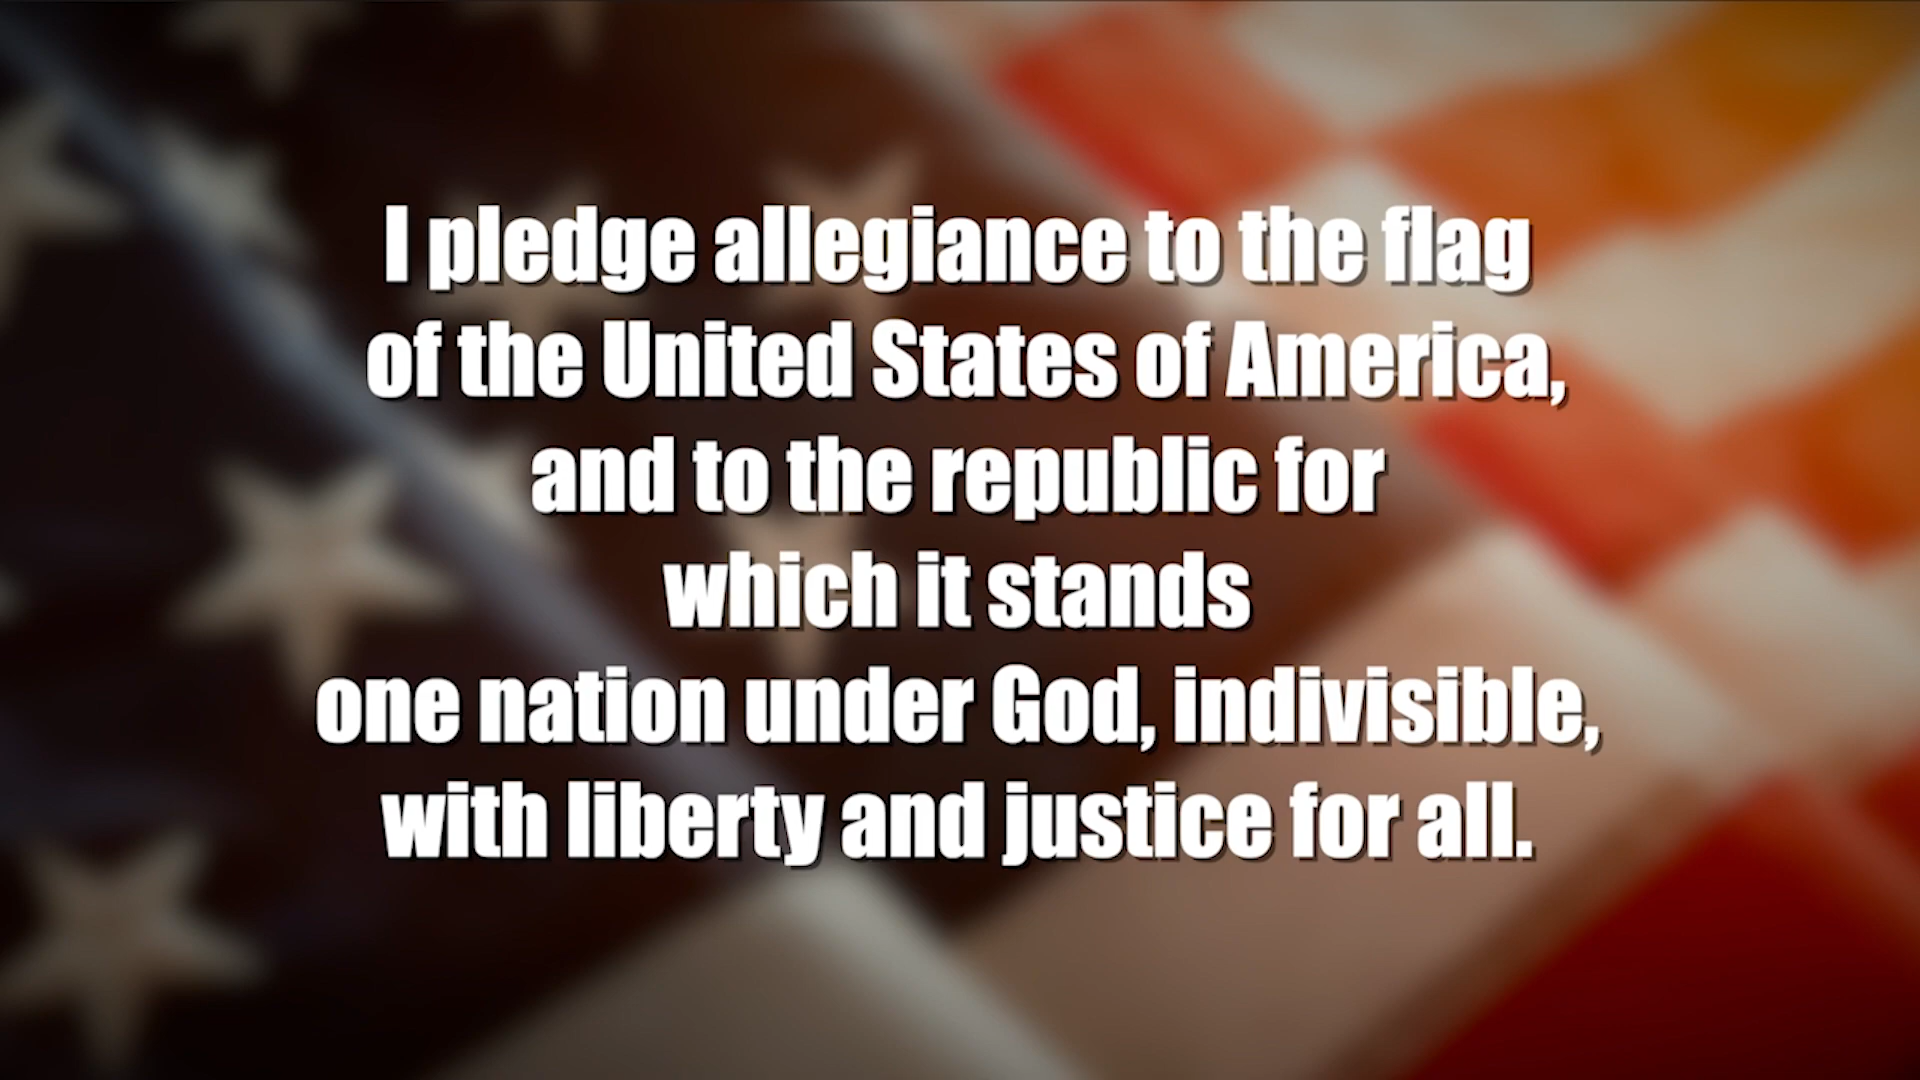 I pledge allegiance to the flag
of the United States of America,
and to the republic for
which it stands
one nation under God, indivisible,
with liberty and justice for all.